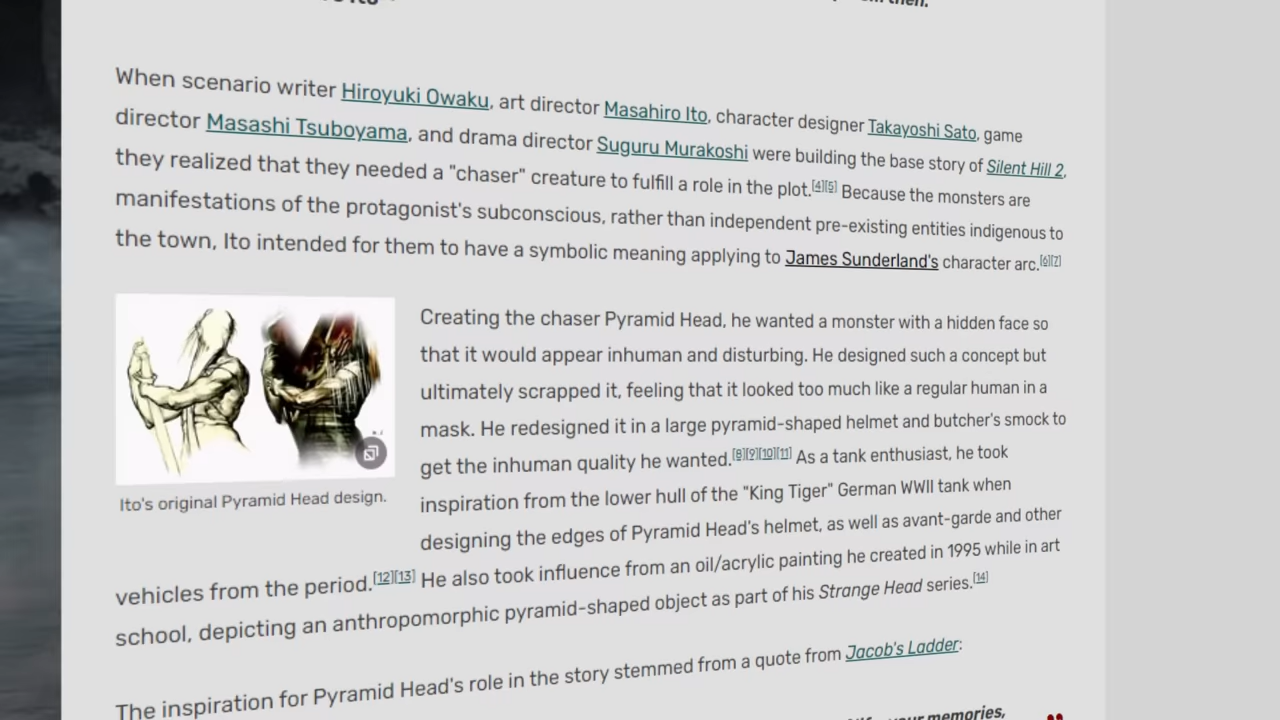 then.
When scenario writer Hiroyuki Owaku, art director Masahiro Ito, character designer Takayoshi Sato, game
director Masashi Tsuboyama, and drama director Suguru Murakoshi were building the base story of Silent Hill 2,
they realized that they needed a "chaser" creature to fulfill a role in the plot.[4][5] Because the monsters are
manifestations of the protagonist's subconscious, rather than independent pre-existing entities indigenous to
the town, Ito intended for them to have a symbolic meaning applying to James Sunderland's character arc.[6][7]
Creating the chaser Pyramid Head, he wanted a monster with a hidden face so
that it would appear inhuman and disturbing. He designed such a concept but
ultimately scrapped it, feeling that it looked too much like a regular human in a
mask. He redesigned it in a large pyramid-shaped helmet and butcher's smock to
get the inhuman quality he wanted.[8][9][10][11] As a tank enthusiast, he took
inspiration from the lower hull of the "King Tiger" German WWII tank when
designing the edges of Pyramid Head's helmet, as well as avant-garde and other
Ito's original Pyramid Head design.
vehicles from the period.[12][13] He also took influence from an oil/acrylic painting he created in 1995 while in art
school, depicting an anthropomorphic pyramid-shaped object as part of his Strange Head series.[14]
The inspiration for Pyramid Head's role in the story stemmed from a quote from Jacob's Ladder:
your memories,